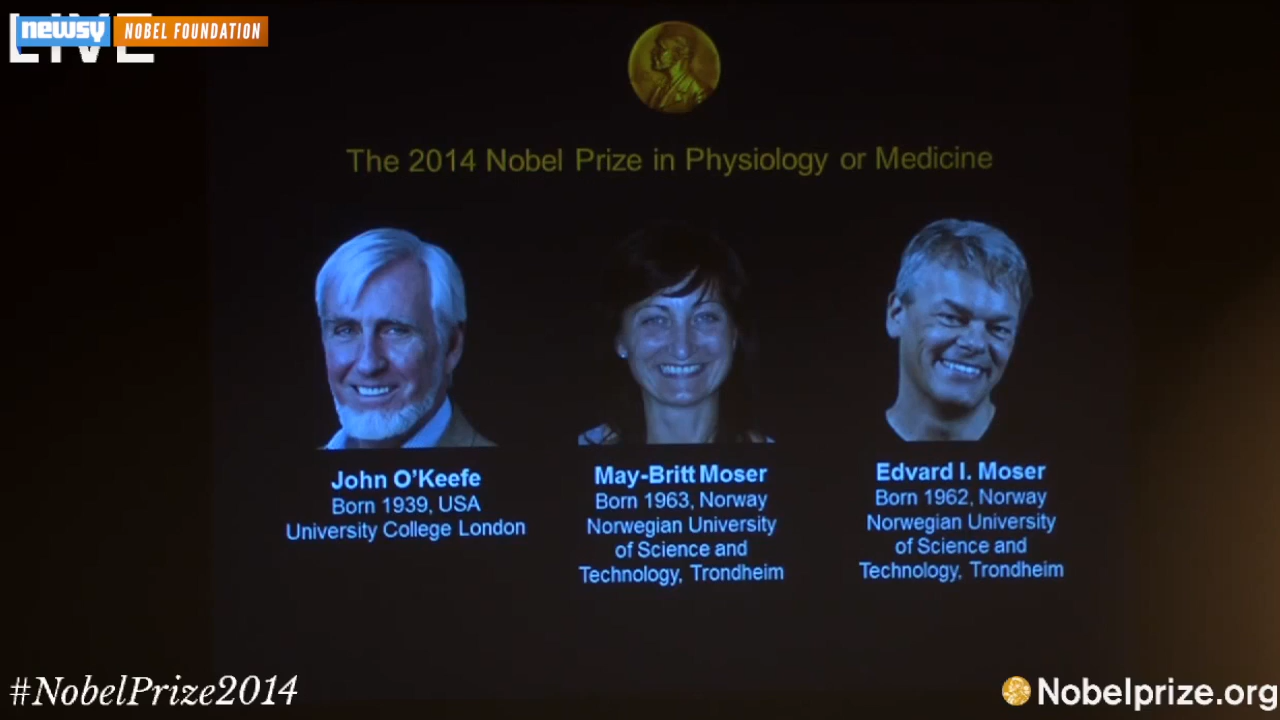 LIVE
newsy NOBEL FOUNDATION
The 2014 Nobel Prize in Physiology or Medicine
John O'Keefe
Born 1939, USA
University College London
May-Britt Moser
Born 1963, Norway
Norwegian University
of Science and
Technology, Trondheim
Edvard I. Moser
Born 1962, Norway
Norwegian University
of Science and
Technology, Trondheim
#NobelPrize2014
Nobelprize.org